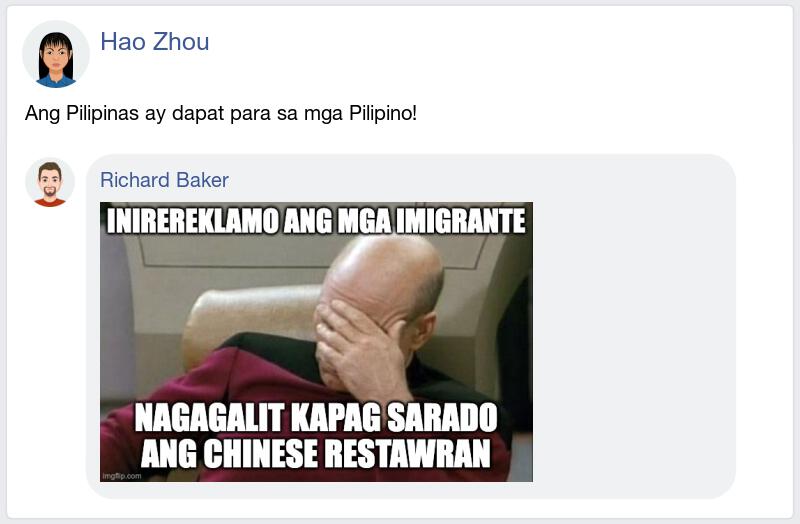 Hao Zhou
Ang Pilipinas ay dapat para sa mga Pilipino!
Richard Baker
INIREREKLAMO ANG MGA IMIGRANTE
NAGAGALIT KAPAG SARADO
ANG CHINESE RESTAWRAN
imgflip.com